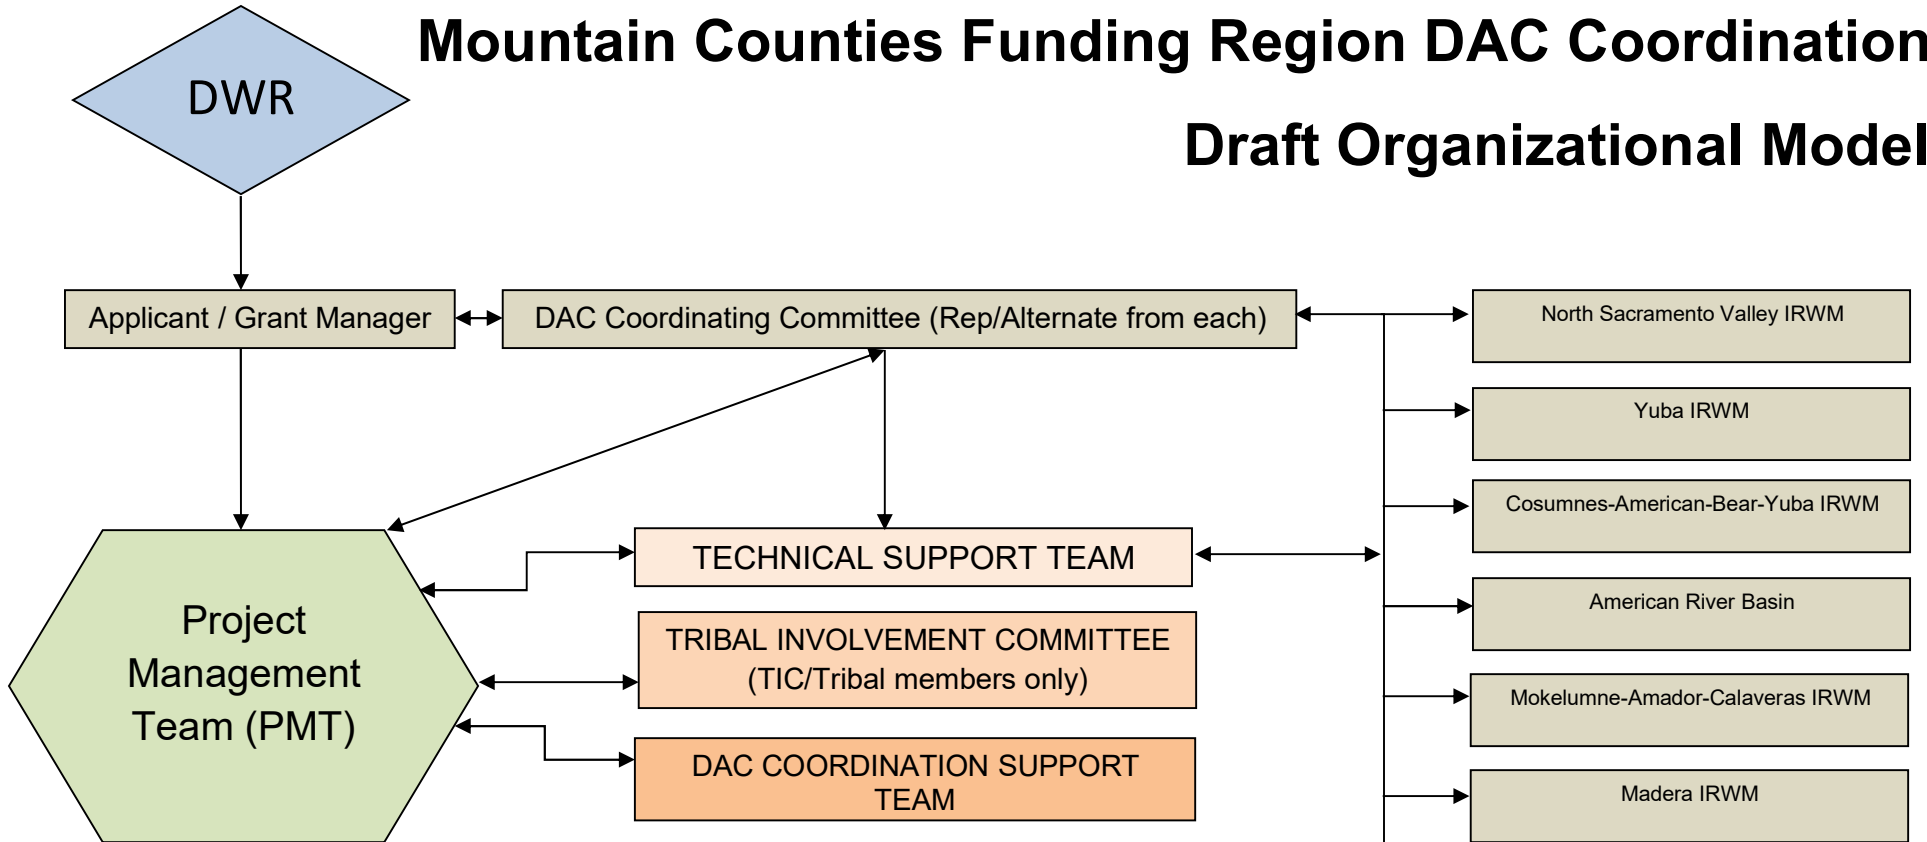 Mountain Counties Funding Region DAC Coordination
Draft Organizational Model
DWR
Applicant / Grant Manager
DAC Coordinating Committee (Rep/Alternate from each)
North Sacramento Valley IRWM
Yuba IRWM
Cosumnes-American-Bear-Yuba IRWM
American River Basin
Mokelumne-Amador-Calaveras IRWM
Madera IRWM
Project
Management
Team (PMT)
TECHNICAL SUPPORT TEAM
TRIBAL INVOLVEMENT COMMITTEE
(TIC/Tribal members only)
DAC COORDINATION SUPPORT
TEAM